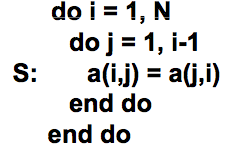 do i = 1, N
do j = 1, i-1
S: a(i,j) = a(j,i)
end do
end do